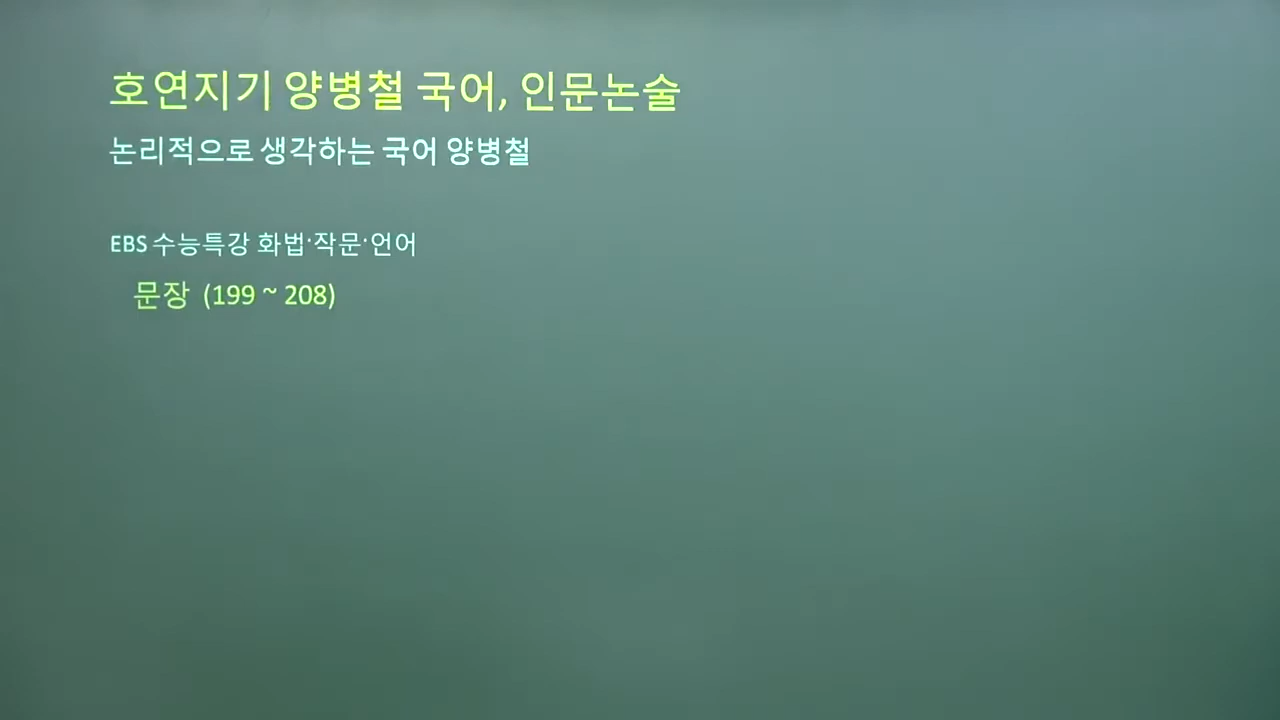 호연지기 양병철 국어, 인문논술
논리적으로 생각하는 국어 양병철
EBS 수능특강 화법·작문·언어
문장 (199 ~ 208)